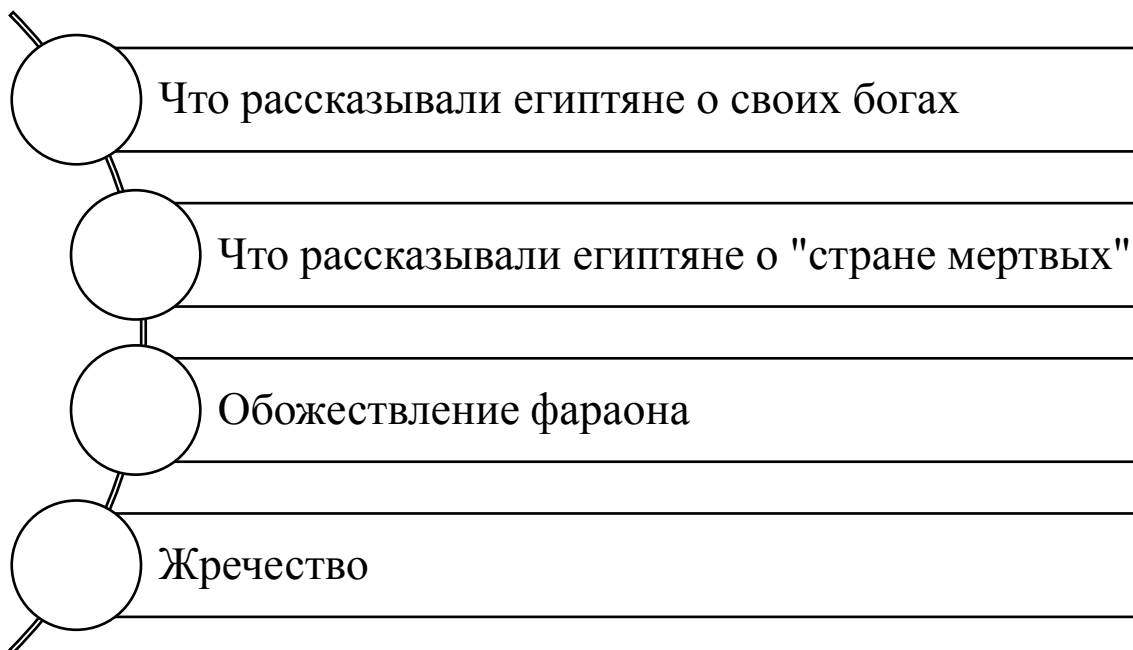 Что рассказывали египтяне о своих богах
Что рассказывали египтяне о "стране мертвых"
Обожествление фараона
Жречество